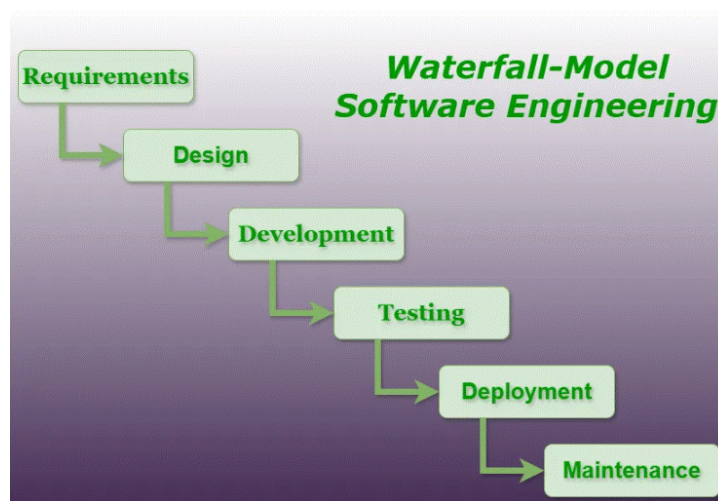 Waterfall-Model
Software Engineering
Requirements
Design
Development
Testing
Deployment
Maintenance